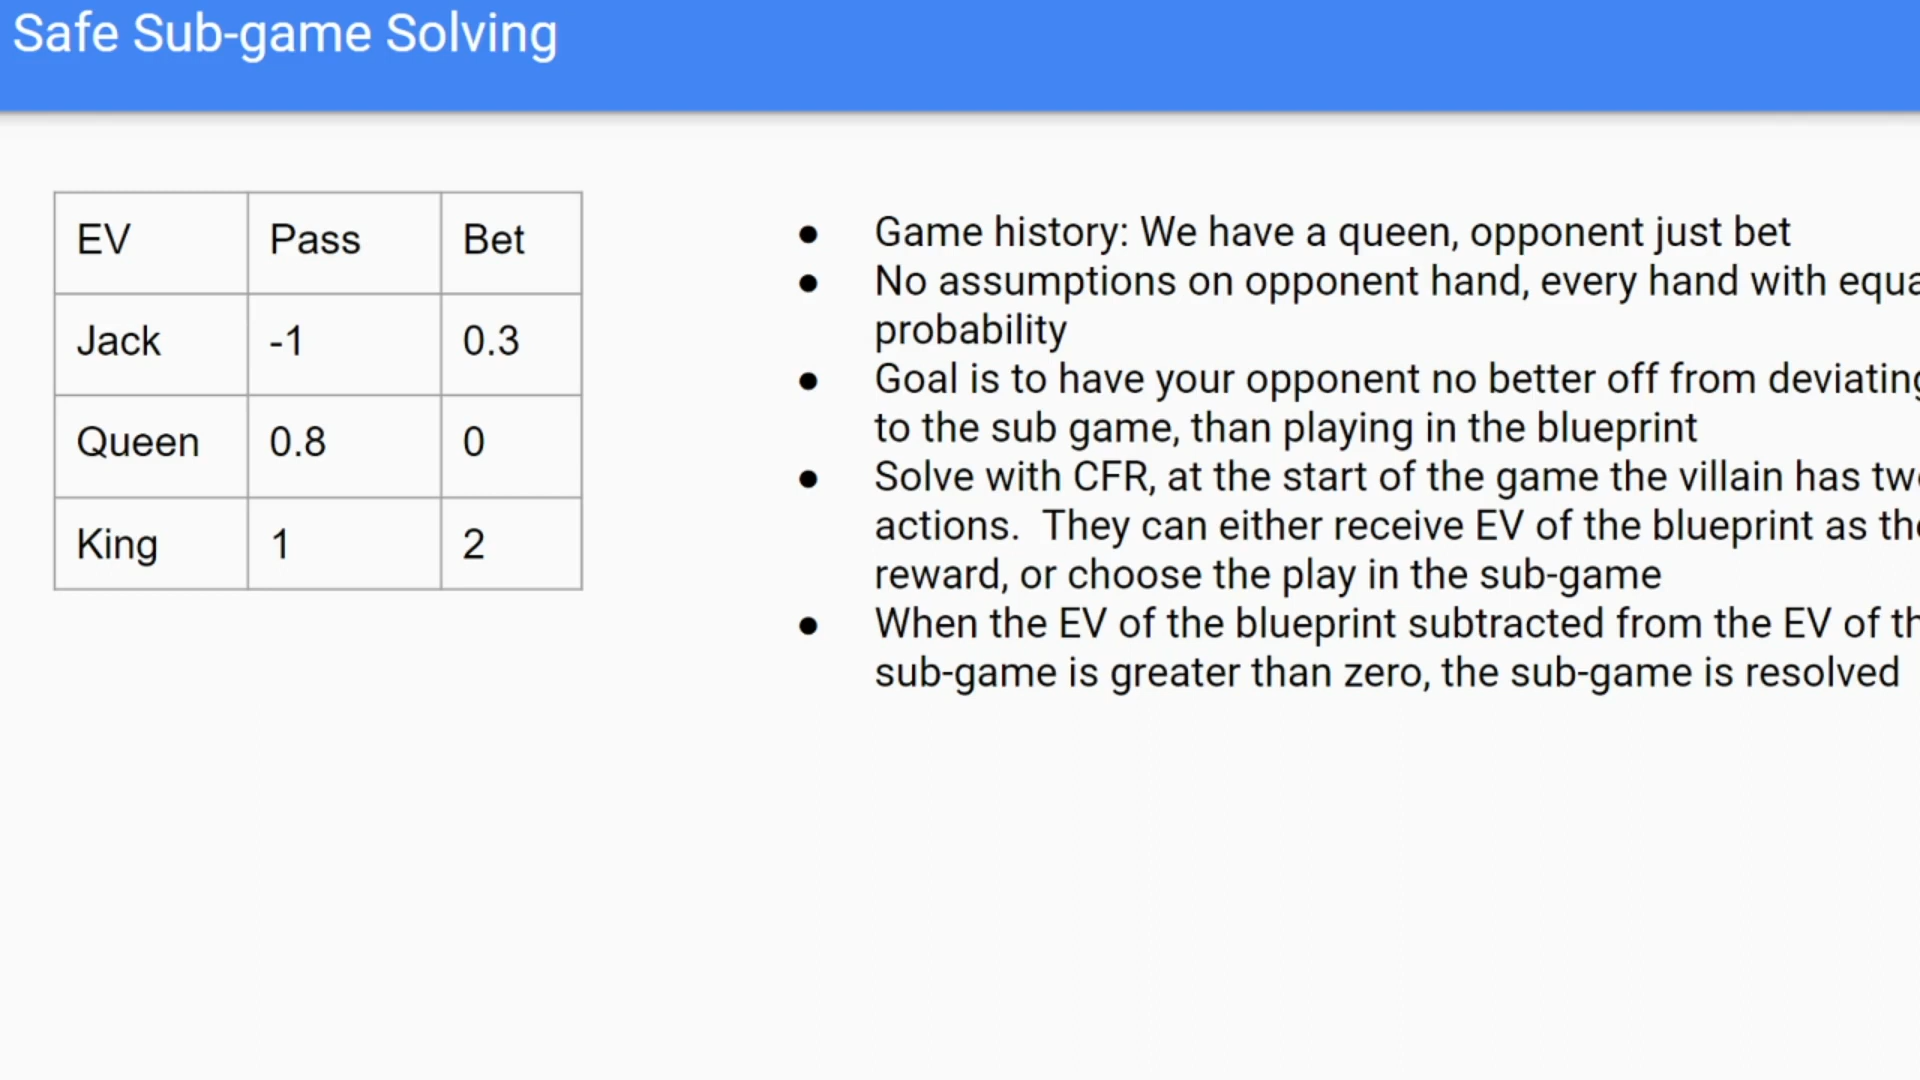 Safe Sub-game Solving
EV Pass Bet
Jack -1 0.3
Queen 0.8 0
King 1 2
● Game history: We have a queen, opponent just bet
● No assumptions on opponent hand, every hand with equa
probability
● Goal is to have your opponent no better off from deviating
to the sub game, than playing in the blueprint
● Solve with CFR, at the start of the game the villain has tw
actions. They can either receive EV of the blueprint as the
reward, or choose the play in the sub-game
● When the EV of the blueprint subtracted from the EV of th
sub-game is greater than zero, the sub-game is resolved